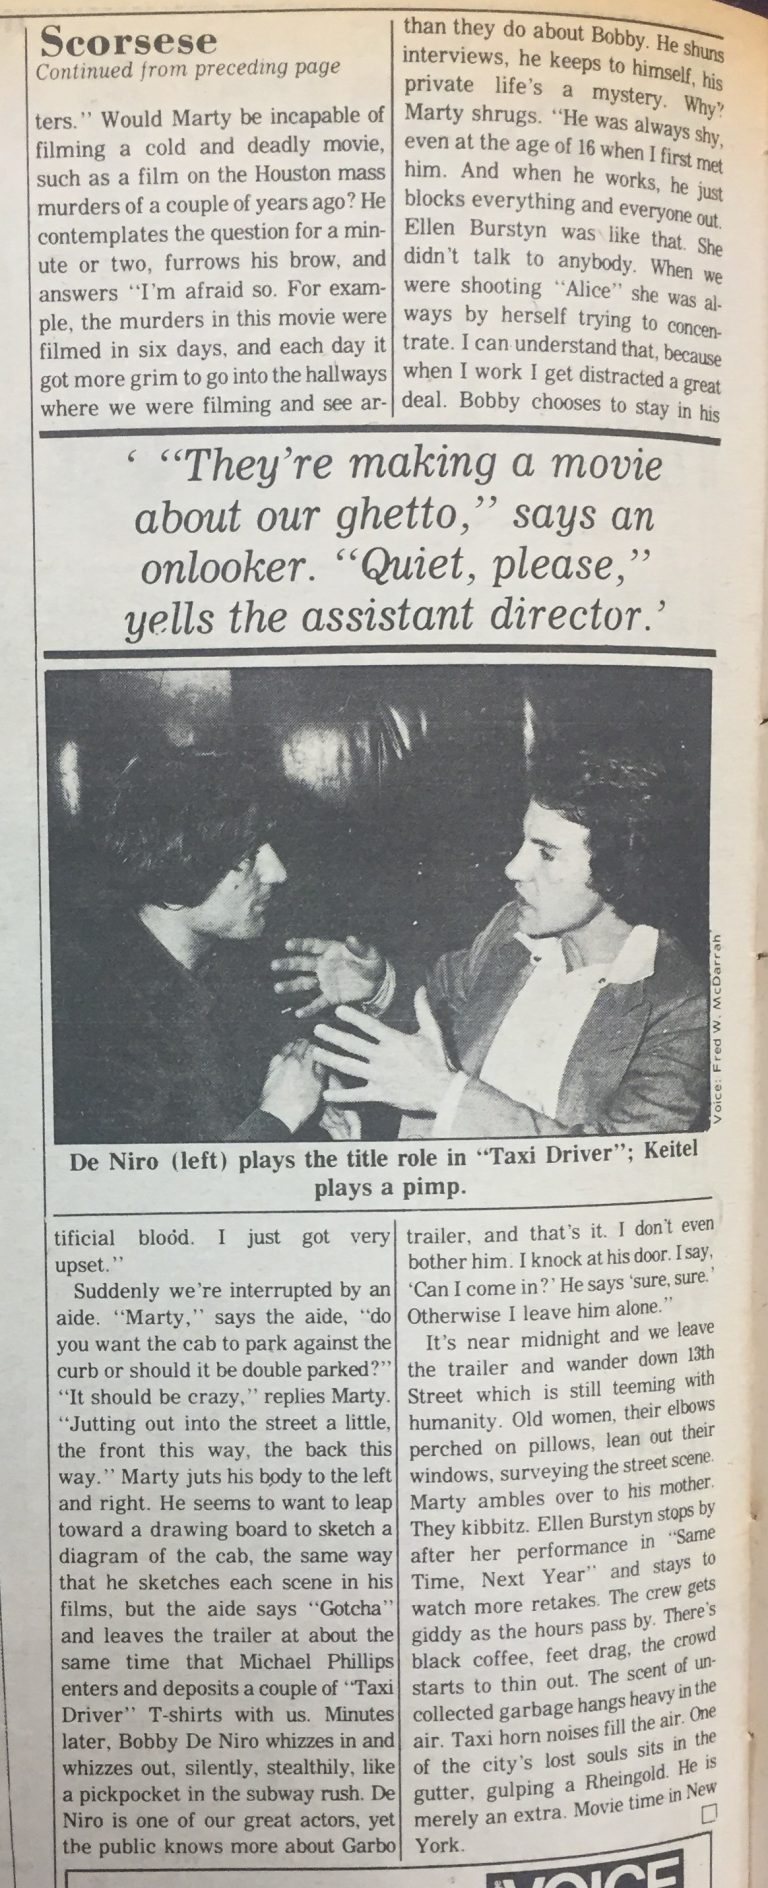 Scorsese
Continued from preceding page
ters." Would Marty be incapable of
filming a cold and deadly movie,
such as a film on the Houston mass
murders of a couple of years ago? He
contemplates the question for a min-
ute or two, furrows his brow, and
answers "I'm afraid so. For exam-
ple, the murders in this movie were
filmed in six days, and each day it
got more grim to go into the hallways
where we were filming and see ar-
tificial blood. I just got very
upset."
Suddenly we're interrupted by an
aide. "Marty," says the aide, "do
you want the cab to park against the
curb or should it be double parked?"
"It should be crazy," replies Marty.
"Jutting out into the street a little,
the front this way, the back this
way." Marty juts his body to the left
and right. He seems to want to leap
toward a drawing board to sketch a
diagram of the cab, the same way
that he sketches each scene in his
films, but the aide says "Gotcha"
and leaves the trailer at about the
same time that Michael Phillips
enters and deposits a couple of "Taxi
Driver" T-shirts with us. Minutes
later, Bobby De Niro whizzes in and
whizzes out, silently, stealthily, like
a pickpocket in the subway rush. De
Niro is one of our great actors, yet
the public knows more about Garbo
than they do about Bobby. He shuns
interviews, he keeps to himself, his
private life's a mystery. Why?
Marty shrugs. "He was always shy,
even at the age of 16 when I first met
him. And when he works, he just
blocks everything and everyone out.
Ellen Burstyn was like that. She
didn't talk to anybody. When we
were shooting "Alice" she was al-
ways by herself trying to concen-
trate. I can understand that, because
when I work I get distracted a great
deal. Bobby chooses to stay in his
trailer, and that's it. I don't even
bother him. I knock at his door. I say,
'Can I come in?' He says 'sure, sure.'
Otherwise I leave him alone."
It's near midnight and we leave
the trailer and wander down 13th
Street which is still teeming with
humanity. Old women, their elbows
perched on pillows, lean out their
windows, surveying the street scene.
Marty ambles over to his mother.
They kibbitz. Ellen Burstyn stops by
after her performance in "Same
Time, Next Year" and stays to
watch more retakes. The crew gets
giddy as the hours pass by. There's
black coffee, feet drag, the crowd
starts to thin out. The scent of un-
collected garbage hangs heavy in the
air. Taxi horn noises fill the air. One
of the city's lost souls sits in the
gutter, gulping a Rheingold. He is
merely an extra. Movie time in New
York.
' "They're making a movie
about our ghetto," says an
onlooker. "Quiet, please,"
yells the assistant director.'
Voice: Fred W. McDarrah
De Niro (left) plays the title role in "Taxi Driver"; Keitel
plays a pimp.
VOICE